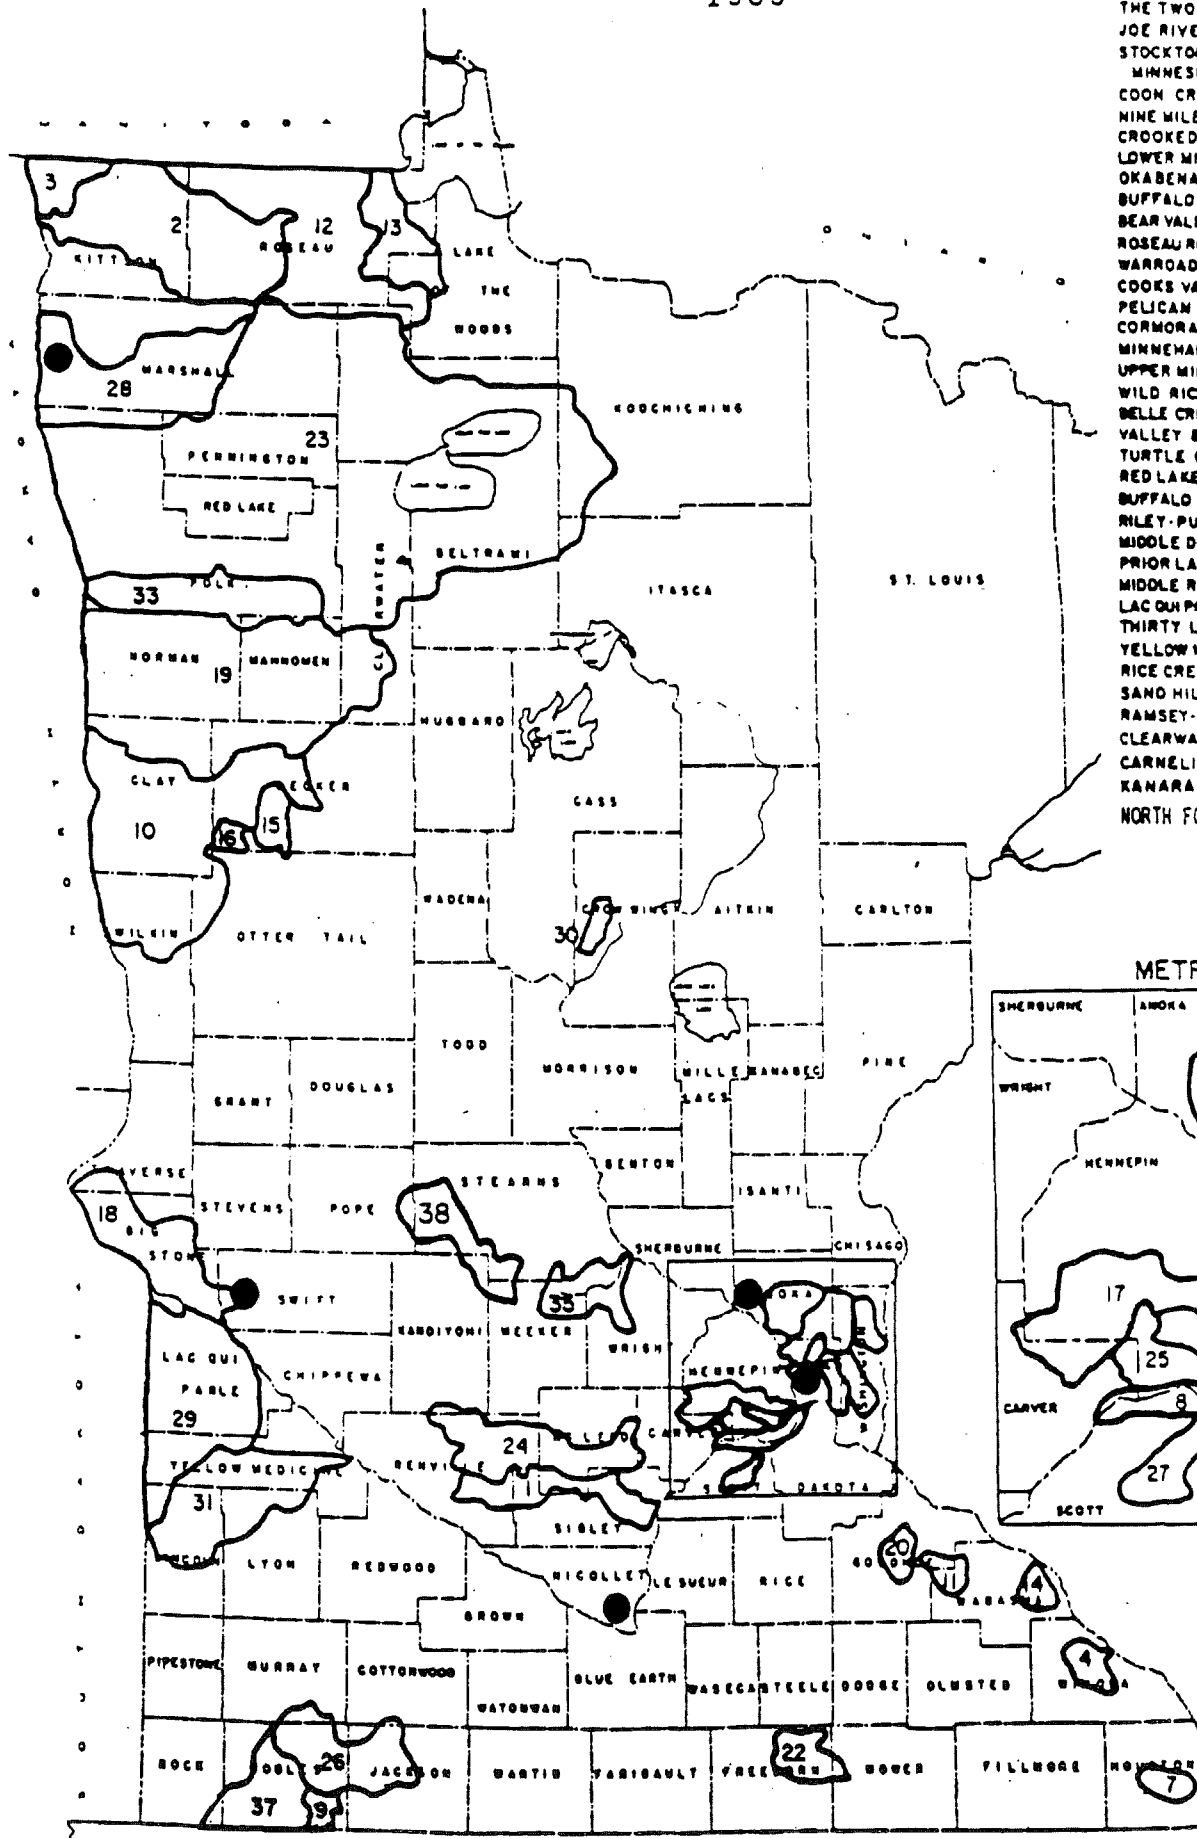 THE TWO
JOE RIVE
STOCKTO
MINNES
COON CR
NINE MILE
CROOKED
LOWER MI
OKABENA
BUFFALO
BEAR VALL
ROSEAU R
WARROAD
COOKS VA
PELICAN
CORMORA
MINNEHA
UPPER MI
WILD RIC
BELLE CR
VALLEY B
TURTLE
RED LAKE
BUFFALO
RILEY-PU
MIDDLE D
PRIOR LA
MIDDLE R
LAC QUI PA
THIRTY L
YELLOW
RICE CRE
SAND HIL
RAMSEY-
CLEARWA
CARNELI
KANARA
NORTH FO
MANITOBA
3
2
12
13
KITTSON
ROSEAU
LAKE
THE
WOODS
MARSHALL
28
KOOCHICHING
23
PENNINGTON
RED LAKE
BELTRAMI
POLK
33
ITASCA
ST. LOUIS
NORMAN
MAHNOMEN
19
HUBBARD
CLAY
ECKER
CASS
10
16
15
WADENA
CROW WING
AITKIN
CARLTON
30
WILKIN
OTTER TAIL
METR
SHERBURNE
ANOKA
TODD
MORRISON
MILLE
LACS
KANABEC
PINE
GRANT
DOUGLAS
WRIGHT
HENNEPIN
AVERSE
BENTON
STEARNS
ISANTI
18
BIG
STONE
STEVENS
POPE
38
SHERBURNE
CHISAGO
SWIFT
35
17
KANDIYOHI
MEEKER
WRIGH
LAC QUI
PARLE
CHIPPEWA
HENNEPIN
25
CARVER
8
29
24
RENVILLE
YELLOW MEDICINE
27
SCOTT
DAKOTA
31
SIBLEY
SCOTT
LYON
REDWOOD
NICOLLET
LE SUEUR
RICE
20
11
14
WABASHA
BROWN
PIPESTONE
MURRAY
COTTONWOOD
WATONWAN
BLUE EARTH
WASECA
STEELE
DODGE
OLMSTED
4
WINONA
ROCK
26
JACKSON
MARTIN
FARIBAULT
FREEBORN
22
MOWER
FILLMORE
HOUSTON
7
37
9